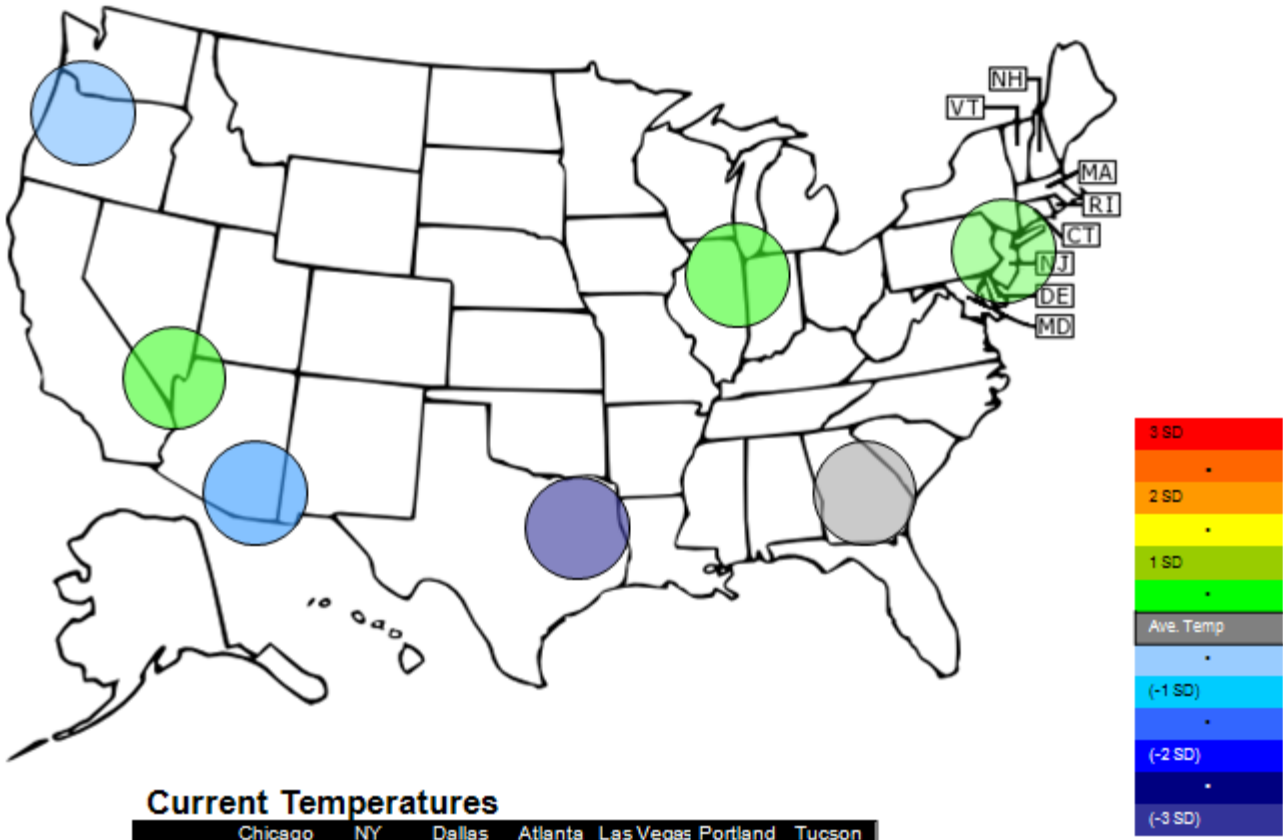 NH
VT
MA
RI
CT
NJ
DE
MD
3 SD
2 SD
1 SD
Ave. Temp
(-1 SD)
(-2 SD)
(-3 SD)
Current Temperatures
Chicago NY Dallas Atlanta Las Vegas Portland Tucson